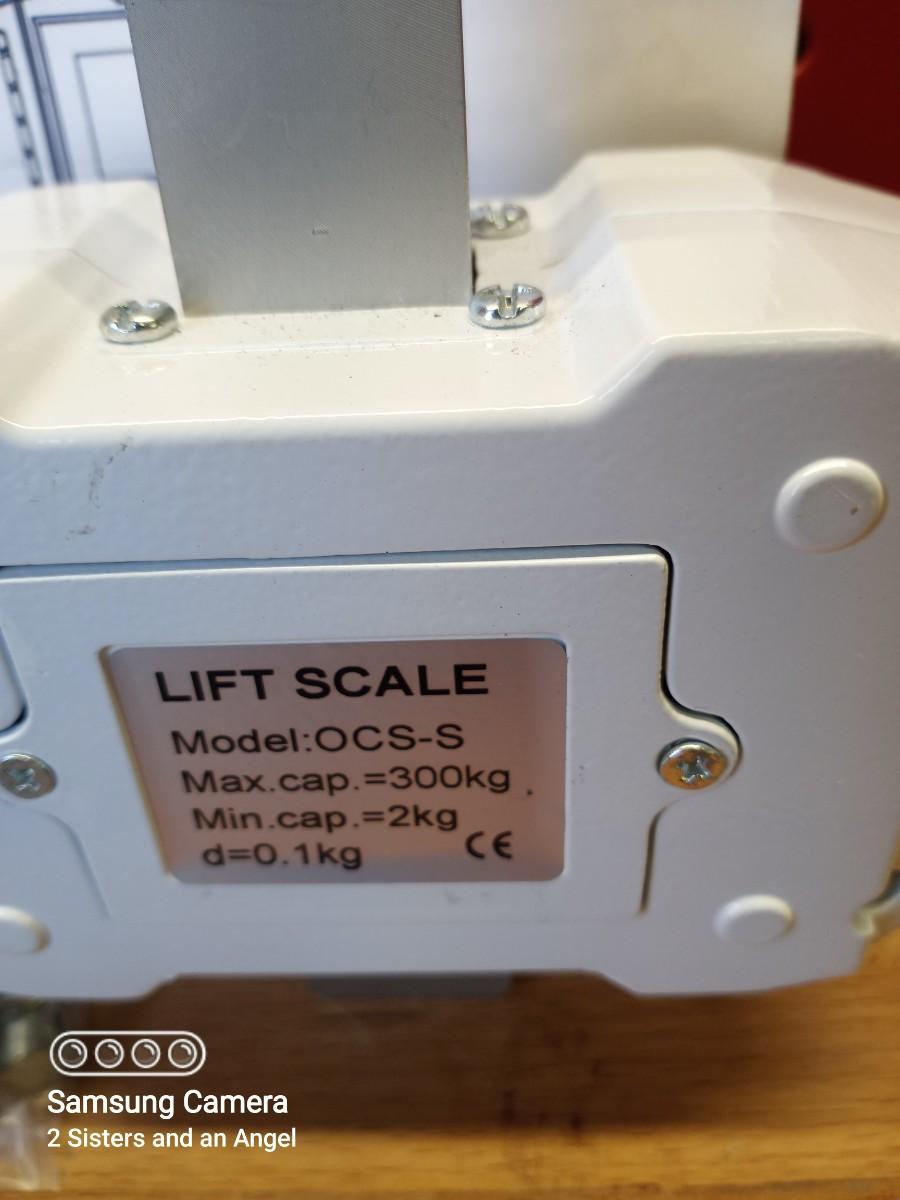 LIFT SCALE
Model:OCS-S
Max.cap.=300kg
Min.cap.=2kg
d=0.1kg CE
Samsung Camera
2 Sisters and an Angel